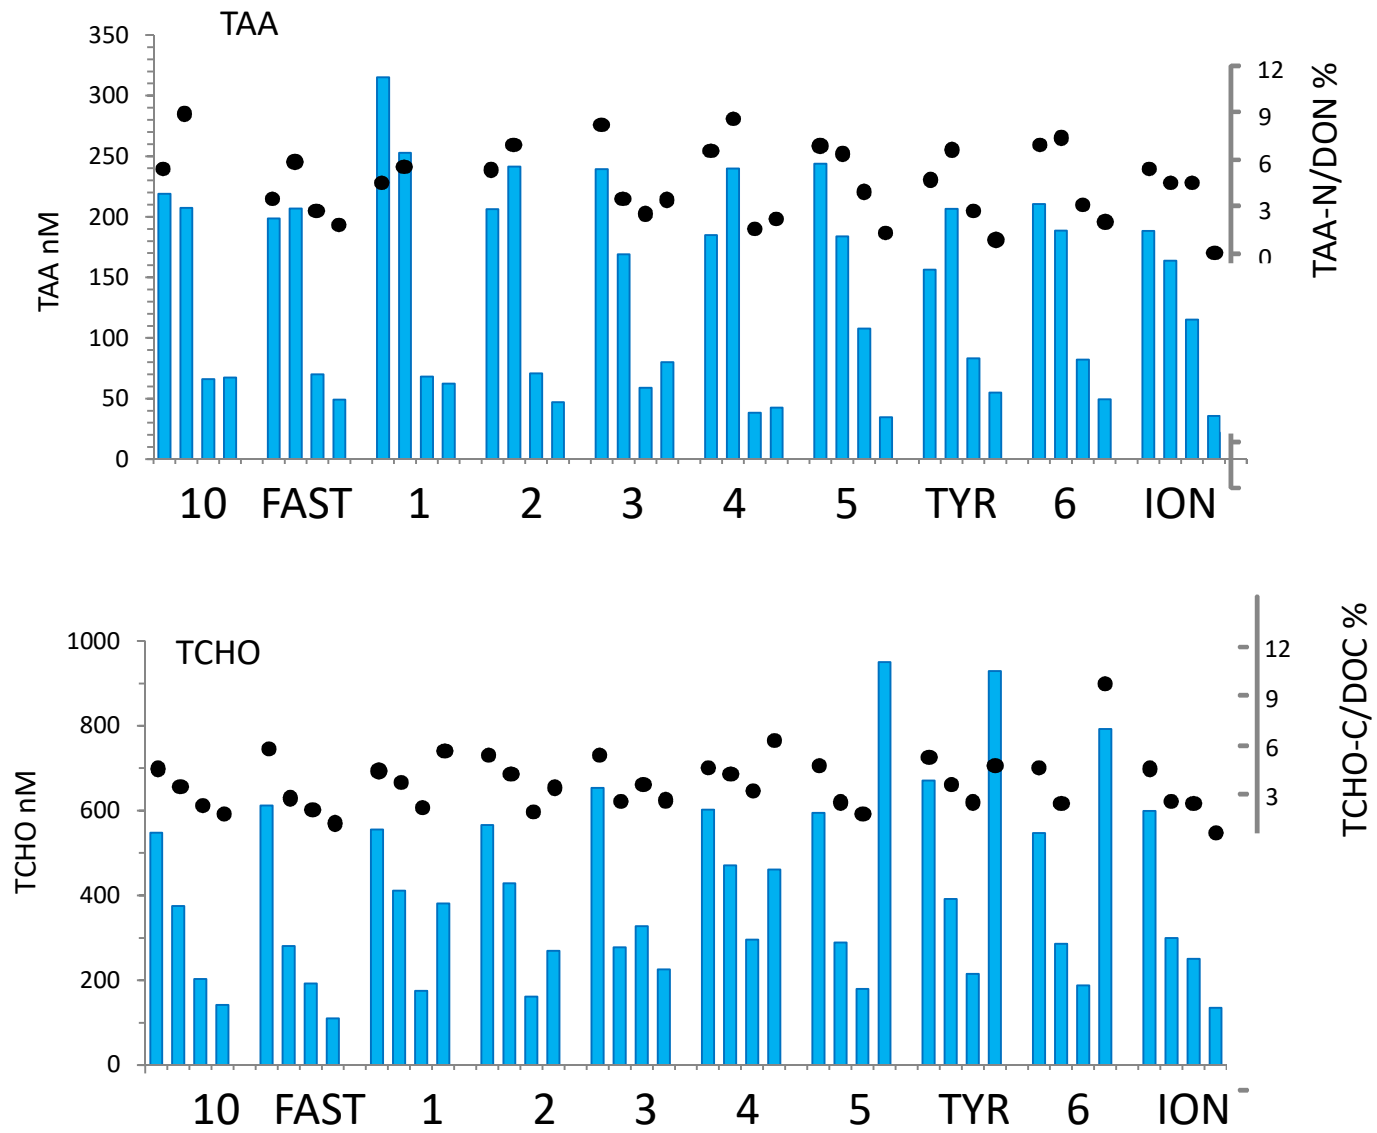 TAA
350
300
250
200
150
100
50
0
TAA nM
12
9
6
3
0
TAA-N/DON %
10 FAST 1 2 3 4 5 TYR 6 ION
TCHO
1000
800
600
400
200
0
TCHO nM
12
9
6
3
TCHO-C/DOC %
10 FAST 1 2 3 4 5 TYR 6 ION